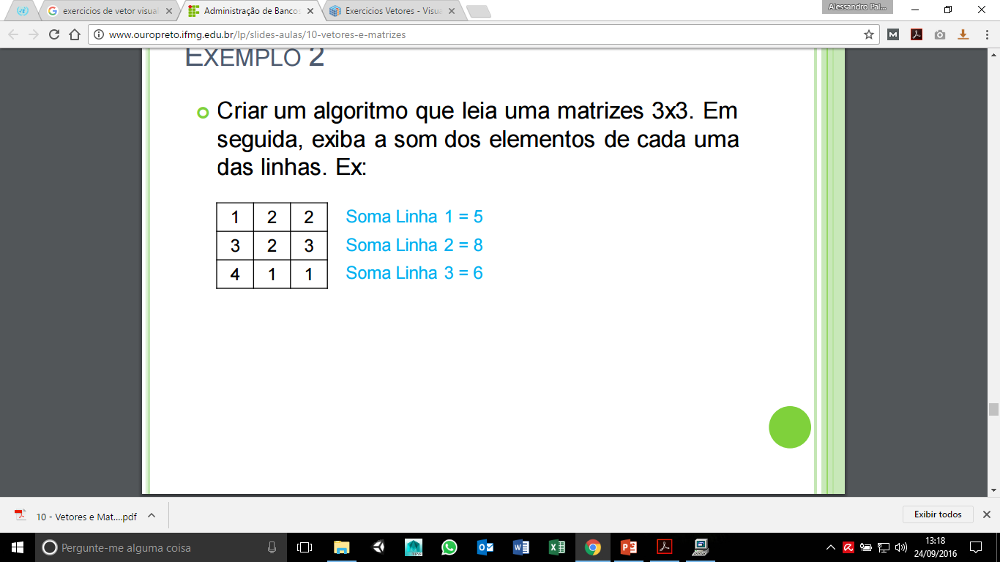 exercicios de vetor visual
Administração de Bancos
Exercicios Vetores - Visua
Alessandro Pal...
www.ouropreto.ifmg.edu.br/lp/slides-aulas/10-vetores-e-matrizes
EXEMPLO 2
Criar um algoritmo que leia uma matrizes 3x3. Em
seguida, exiba a som dos elementos de cada uma
das linhas. Ex:
1 2 2 Soma Linha 1 = 5
3 2 3 Soma Linha 2 = 8
4 1 1 Soma Linha 3 = 6
10 - Vetores e Mat....pdf
Exibir todos
Pergunte-me alguma coisa
13:18
24/09/2016